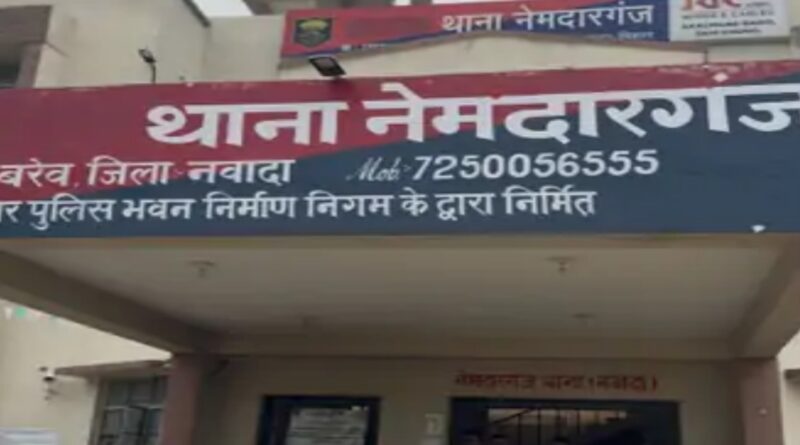 थाना नेमदारगंज
थाना नेमदारगंज
बरेव, जिला:- नवादा Mob:-7250056555
पुलिस भवन निर्माण निगम के द्वारा निर्मित
नेमदारगंज थाना (नवादा)